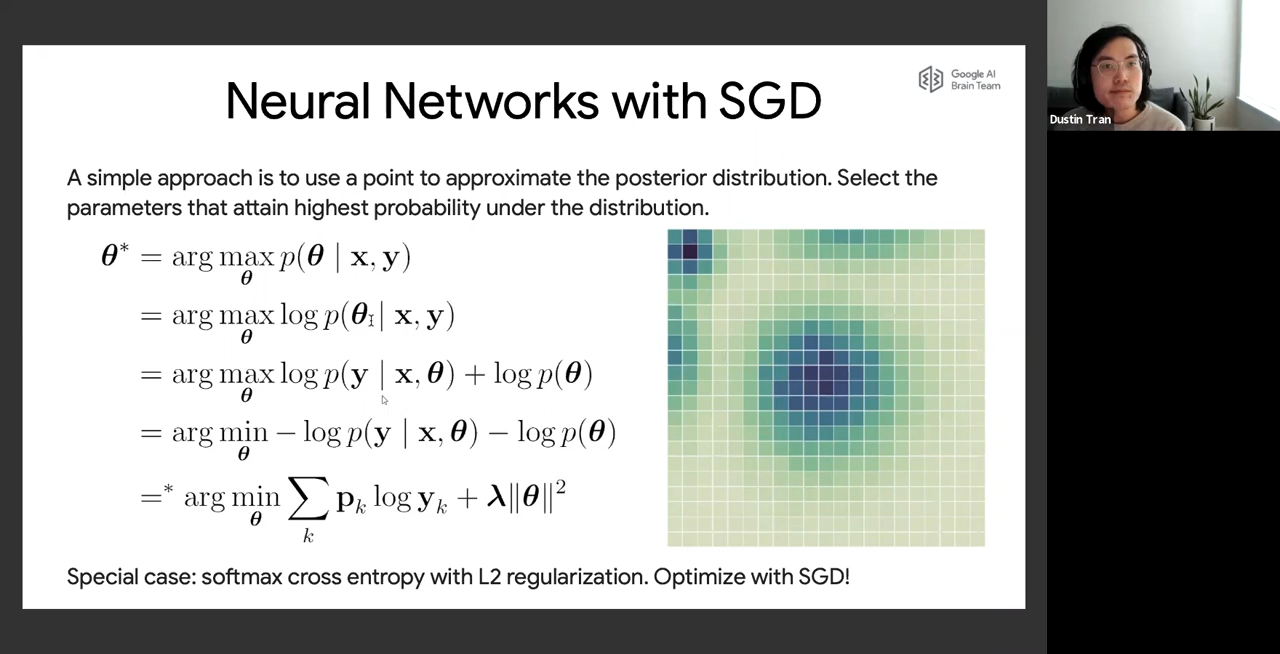 Neural Networks with SGD
Google AI
Brain Team
A simple approach is to use a point to approximate the posterior distribution. Select the
parameters that attain highest probability under the distribution.
θ* = arg max_θ p(θ | x, y)
= arg max_θ log p(θ | x, y)
= arg max_θ log p(y | x, θ) + log p(θ)
= arg min_θ − log p(y | x, θ) − log p(θ)
=* arg min_θ ∑_k p_k log y_k + λ‖θ‖²
Special case: softmax cross entropy with L2 regularization. Optimize with SGD!
Dustin Tran